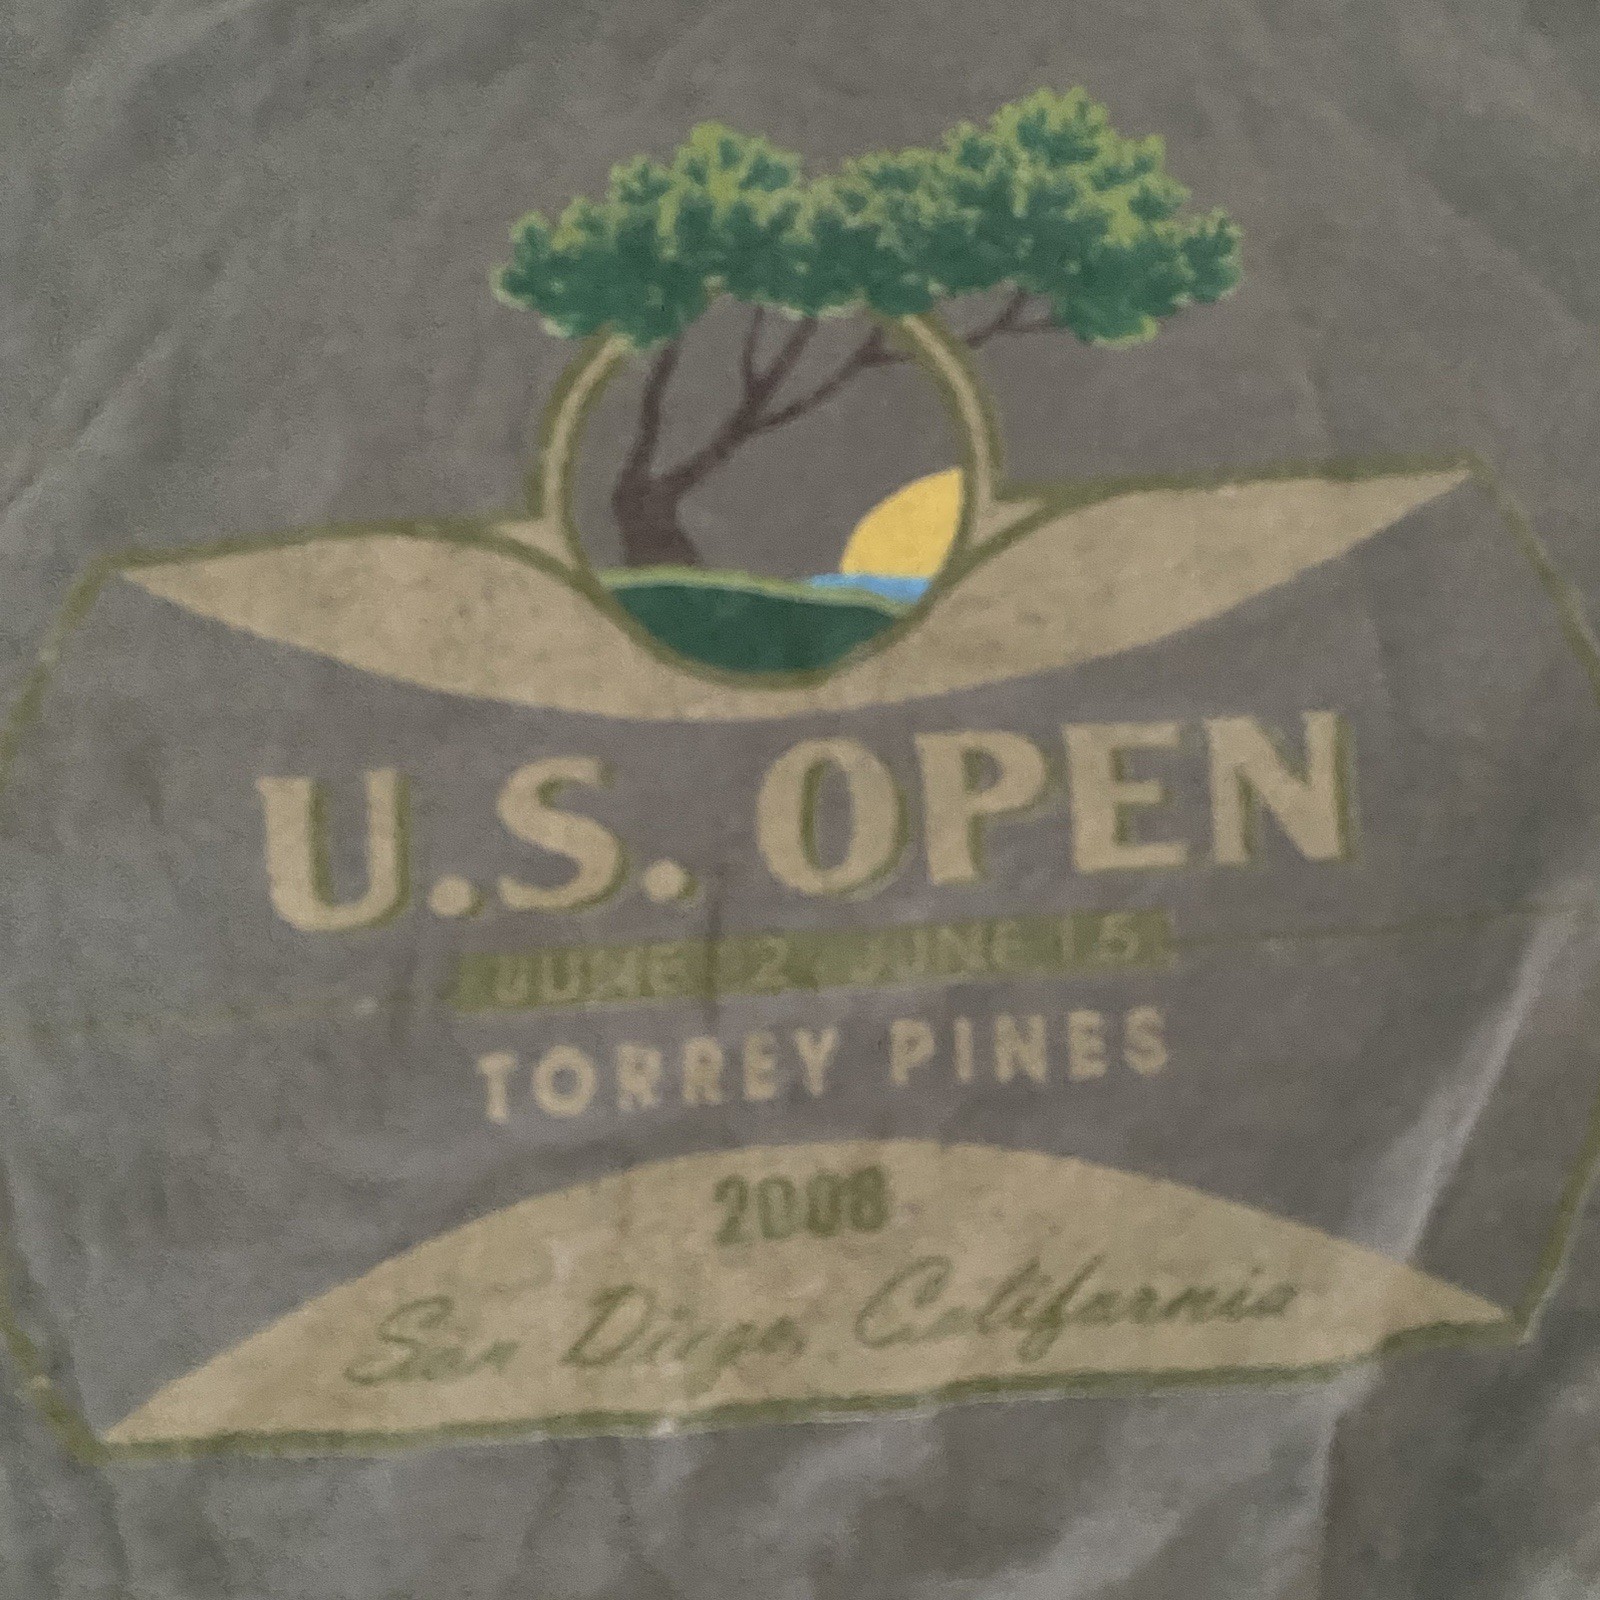 U.S. OPEN
JUNE 12 JUNE 15
TORREY PINES
2008
San Diego, California